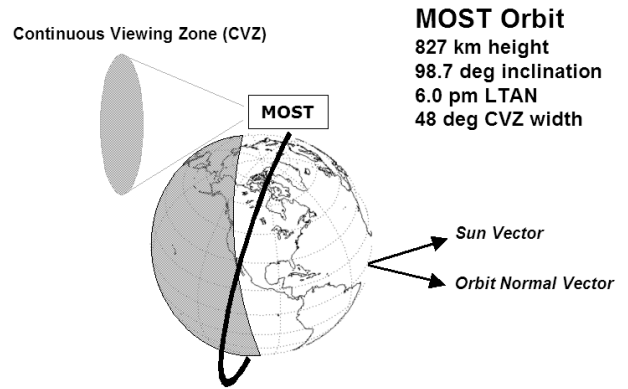 MOST Orbit
827 km height
98.7 deg inclination
6.0 pm LTAN
48 deg CVZ width
Continuous Viewing Zone (CVZ)
MOST
Sun Vector
Orbit Normal Vector